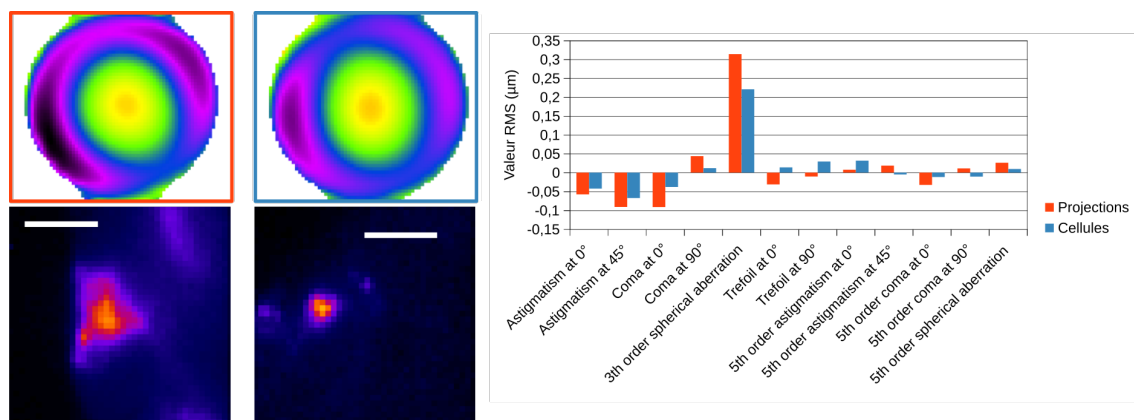 0,35
0,3
0,25
0,2
0,15
0,1
0,05
0
-0,05
-0,1
-0,15
Valeur RMS (µm)
Projections
Cellules
Astigmatism at 0°
Astigmatism at 45°
Coma at 0°
Coma at 90°
3th order spherical aberration
Trefoil at 0°
Trefoil at 90°
5th order astigmatism at 0°
5th order astigmatism at 45°
5th order coma at 0°
5th order coma at 90°
5th order spherical aberration